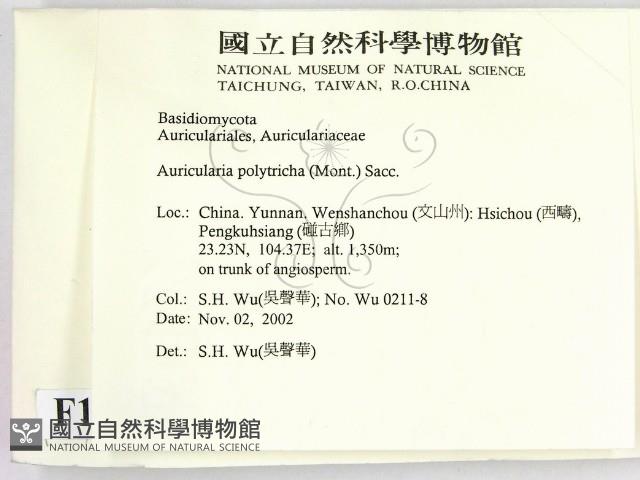 國立自然科學博物館
NATIONAL MUSEUM OF NATURAL SCIENCE
TAICHUNG, TAIWAN, R.O.CHINA
Basidiomycota
Auriculariales, Auriculariaceae
Auricularia polytricha (Mont.) Sacc.
Loc.: China. Yunnan, Wenshanchou (文山州): Hsichou (西疇),
Pengkuhsiang (碰古鄉)
23.23N, 104.37E; alt. 1,350m;
on trunk of angiosperm.
Col.: S.H. Wu(吳聲華); No. Wu 0211-8
Date: Nov. 02, 2002
Det.: S.H. Wu(吳聲華)
F1
國立自然科學博物館
NATIONAL MUSEUM OF NATURAL SCIENCE